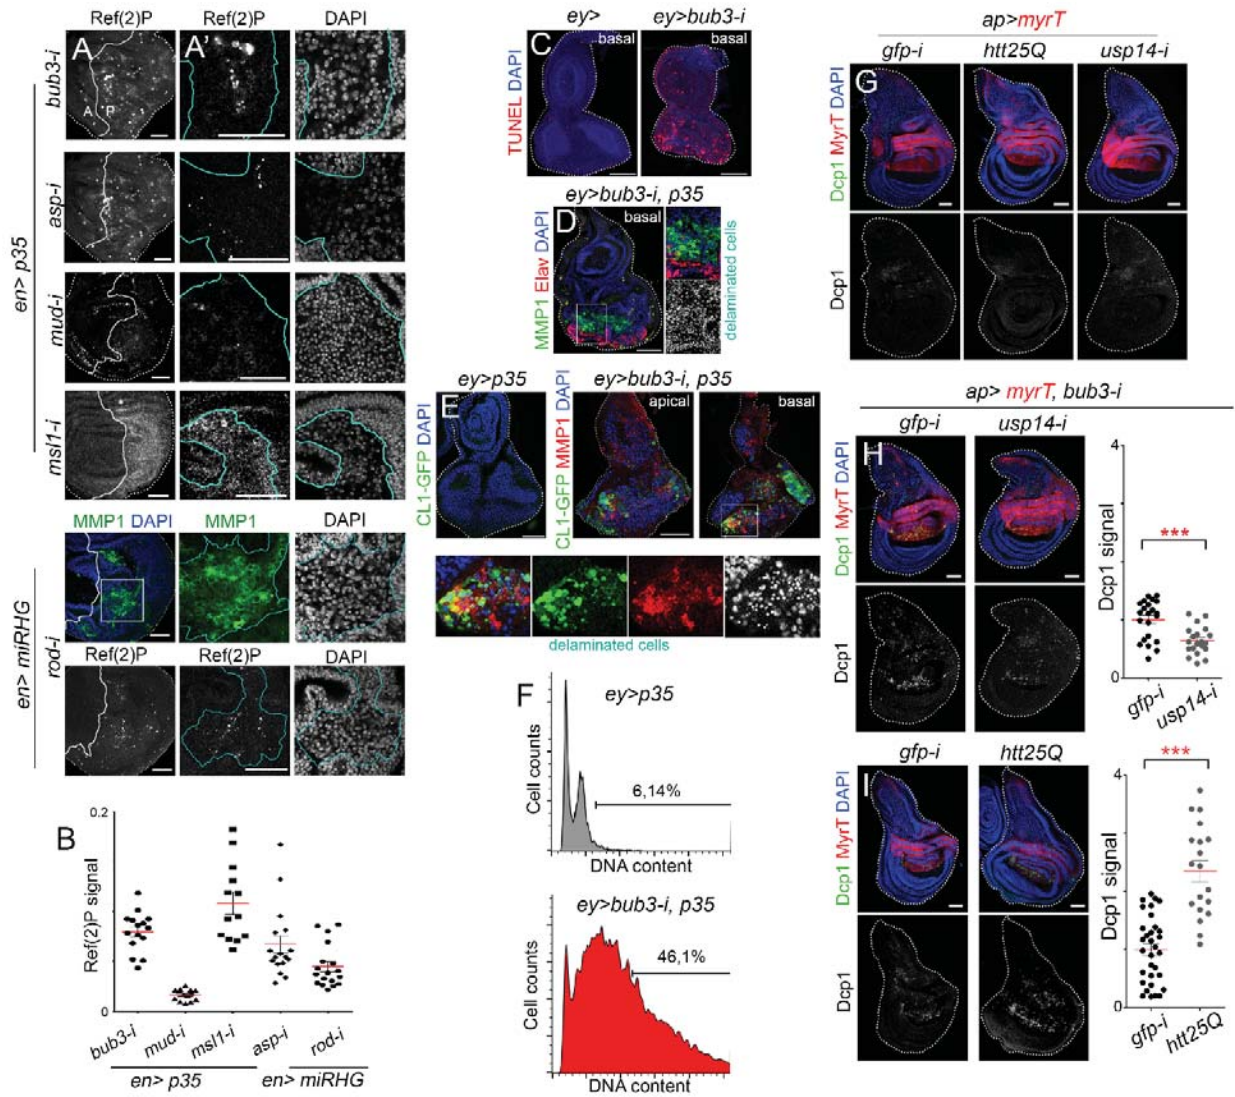 A
Ref(2)P
A'
Ref(2)P
DAPI
bub3-i
A
P
asp-i
mud-i
msl1-i
en> p35
MMP1 DAPI
MMP1
DAPI
Ref(2)P
Ref(2)P
DAPI
rod-i
en> miRHG
B
Ref(2)P signal
0.2
0
bub3-i
mud-i
msl1-i
asp-i
rod-i
en> p35
en> miRHG
C
ey>
ey>bub3-i
basal
basal
TUNEL DAPI
D
ey>bub3-i, p35
basal
MMP1 Elav DAPI
delaminated cells
E
ey>p35
ey>bub3-i, p35
apical
basal
CL1-GFP DAPI
CL1-GFP MMP1 DAPI
delaminated cells
F
ey>p35
6,14%
Cell counts
DNA content
ey>bub3-i, p35
46,1%
Cell counts
DNA content
ap>myrT
G
gfp-i
htt25Q
usp14-i
Dcp1 MyrT DAPI
Dcp1
ap> myrT, bub3-i
H
gfp-i
usp14-i
Dcp1 MyrT DAPI
Dcp1
4
***
Dcp1 signal
0
gfp-i
usp14-i
I
gfp-i
htt25Q
Dcp1 MyrT DAPI
Dcp1
4
***
Dcp1 signal
0
gfp-i
htt25Q